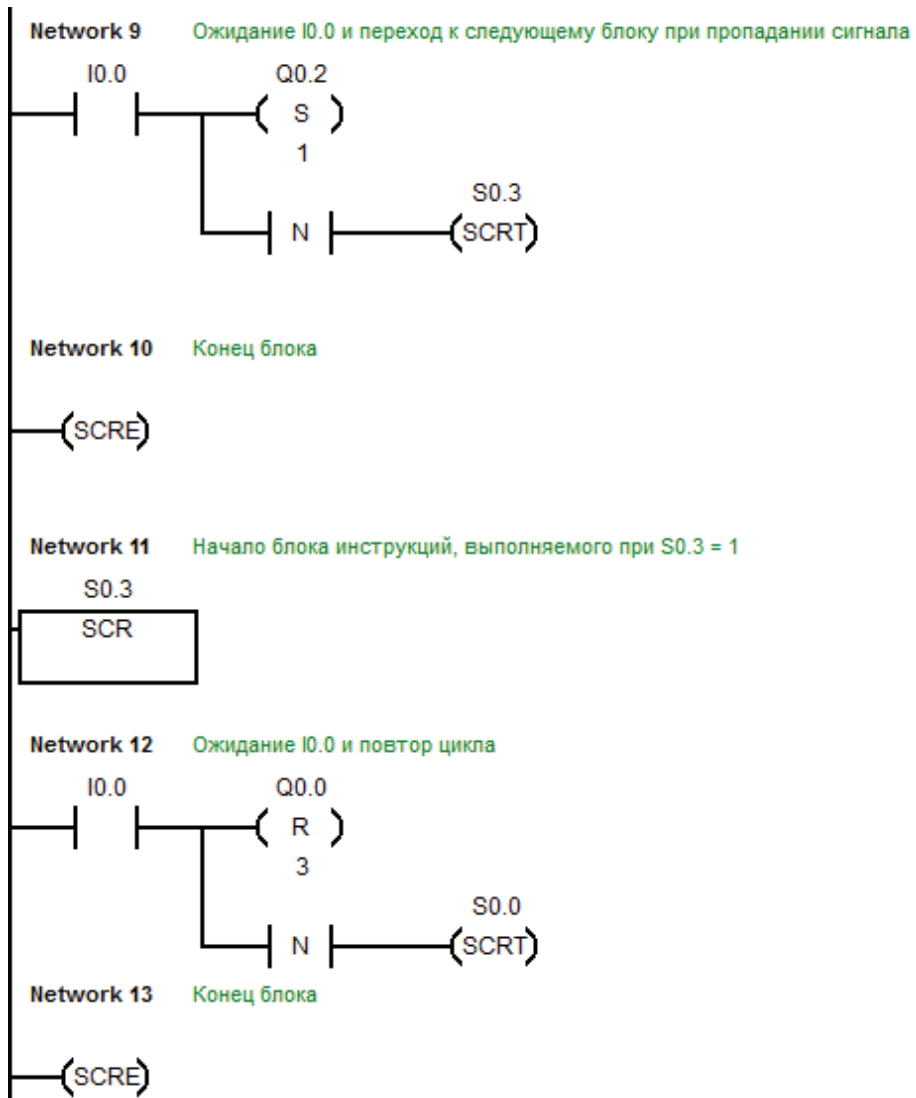 Network 9 Ожидание I0.0 и переход к следующему блоку при пропадании сигнала
I0.0 Q0.2
S
1
S0.3
N SCRT
Network 10 Конец блока
SCRE
Network 11 Начало блока инструкций, выполняемого при S0.3 = 1
S0.3
SCR
Network 12 Ожидание I0.0 и повтор цикла
I0.0 Q0.0
R
3
S0.0
N SCRT
Network 13 Конец блока
SCRE